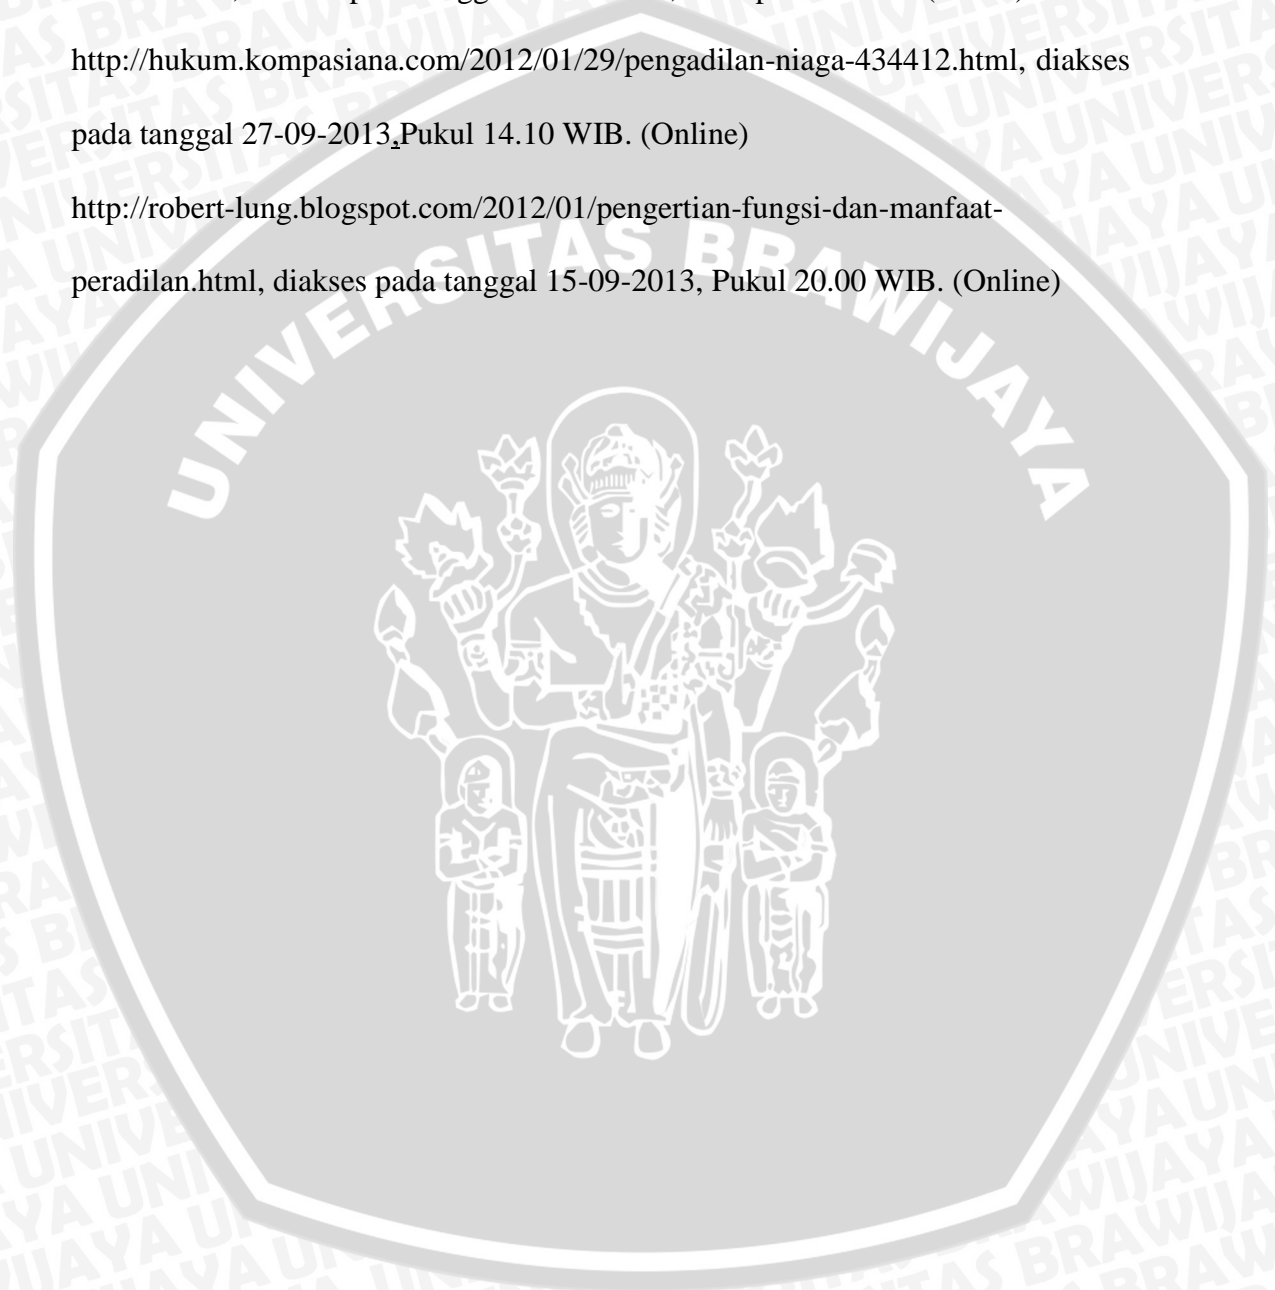 http://hukum.kompasiana.com/2012/01/29/pengadilan-niaga-434412.html, diakses
pada tanggal 27-09-2013,Pukul 14.10 WIB. (Online)
http://robert-lung.blogspot.com/2012/01/pengertian-fungsi-dan-manfaat-
peradilan.html, diakses pada tanggal 15-09-2013, Pukul 20.00 WIB. (Online)
UNIVERSITAS BRAWIJAYA